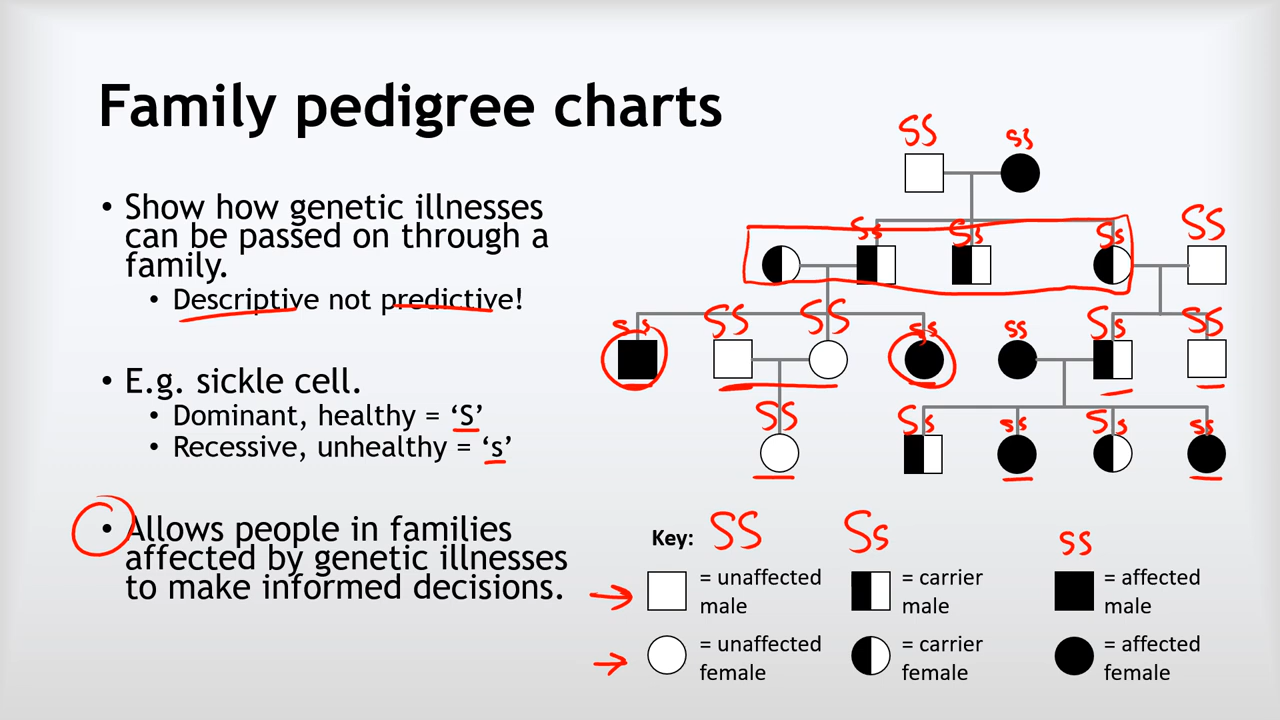 Family pedigree charts
• Show how genetic illnesses
can be passed on through a
family.
• Descriptive not predictive!
• E.g. sickle cell.
• Dominant, healthy = ‘S’
• Recessive, unhealthy = ‘s’
• Allows people in families
affected by genetic illnesses
to make informed decisions.
SS ss
Ss Ss Ss SS
ss SS SS ss ss Ss SS
SS Ss ss Ss ss
Key: SS Ss ss
= unaffected male
= carrier male
= affected male
= unaffected female
= carrier female
= affected female